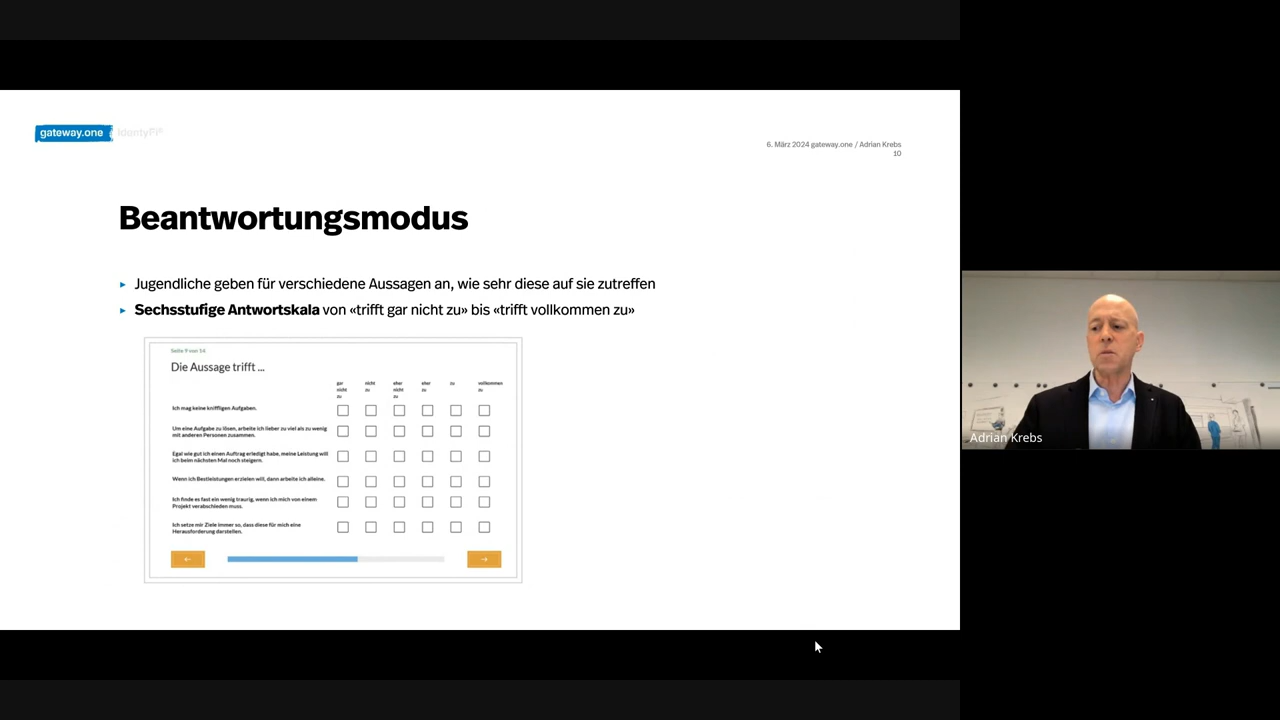 gateway.one IdentyFi®
6. März 2024 gateway.one / Adrian Krebs
10
Beantwortungsmodus
Jugendliche geben für verschiedene Aussagen an, wie sehr diese auf sie zutreffen
Sechsstufige Antwortskala von «trifft gar nicht zu» bis «trifft vollkommen zu»
Seite 9 von 14
Die Aussage trifft ...
gar nicht zu
nicht zu
eher nicht zu
eher zu
zu
vollkommen zu
Ich mag keine kniffligen Aufgaben.
Um eine Aufgabe zu lösen, arbeite ich lieber zu viel als zu wenig
mit anderen Personen zusammen.
Egal wie gut ich einen Auftrag erledigt habe, meine Leistung will
ich beim nächsten Mal noch steigern.
Wenn ich Bestleistungen erzielen will, dann arbeite ich alleine.
Ich finde es fast ein wenig traurig, wenn ich mich von einem
Projekt verabschieden muss.
Ich setze mir Ziele immer so, dass diese für mich eine
Herausforderung darstellen.
Adrian Krebs